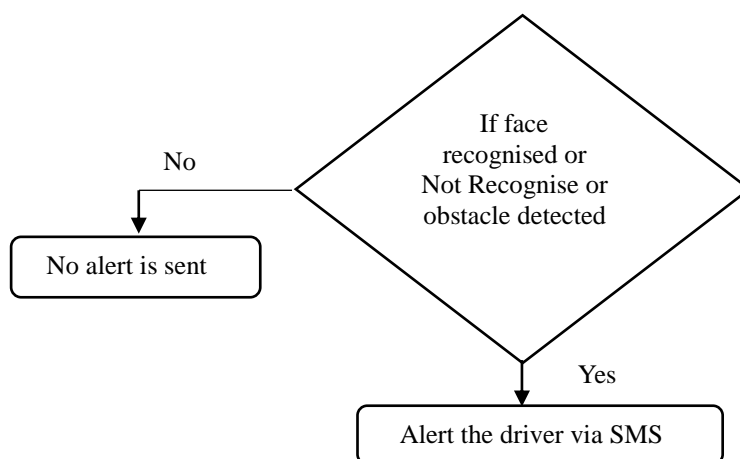 If face
recognised or
Not Recognise or
obstacle detected
No
No alert is sent
Yes
Alert the driver via SMS